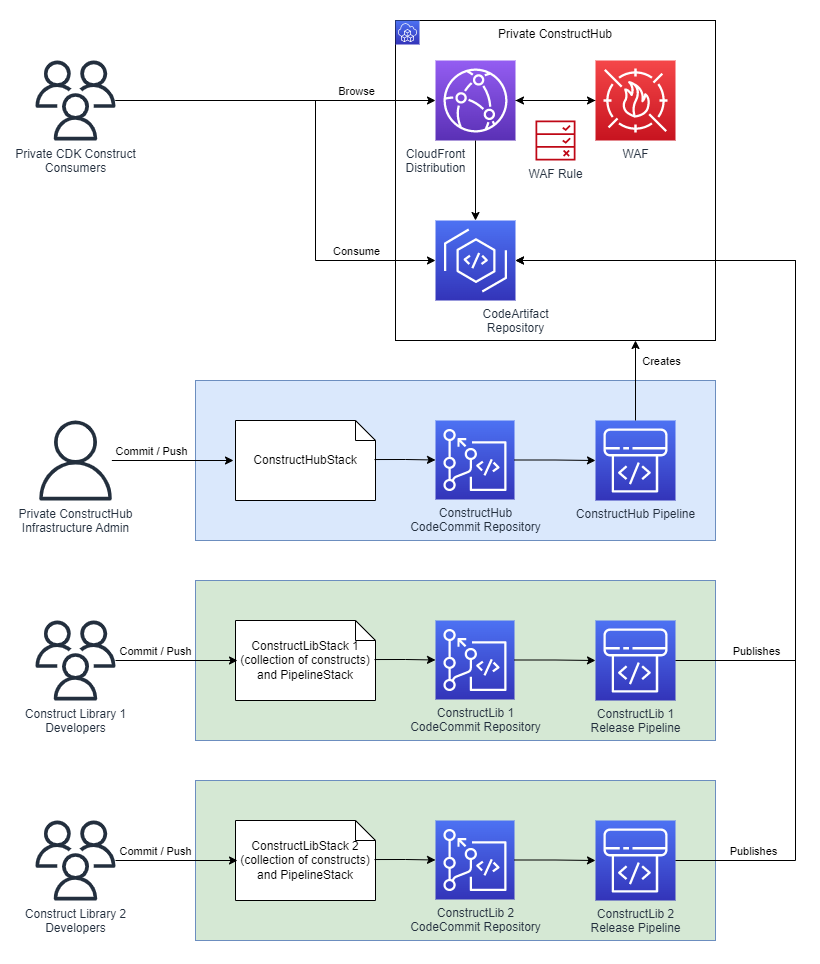 Private ConstructHub
Browse
Private CDK Construct
Consumers
CloudFront
Distribution
WAF
WAF Rule
Consume
CodeArtifact
Repository
Creates
Commit / Push
ConstructHubStack
Private ConstructHub
Infrastructure Admin
ConstructHub
CodeCommit Repository
ConstructHub Pipeline
Commit / Push
ConstructLibStack 1
(collection of constructs)
and PipelineStack
Publishes
Construct Library 1
Developers
ConstructLib 1
CodeCommit Repository
ConstructLib 1
Release Pipeline
Commit / Push
ConstructLibStack 2
(collection of constructs)
and PipelineStack
Publishes
Construct Library 2
Developers
ConstructLib 2
CodeCommit Repository
ConstructLib 2
Release Pipeline